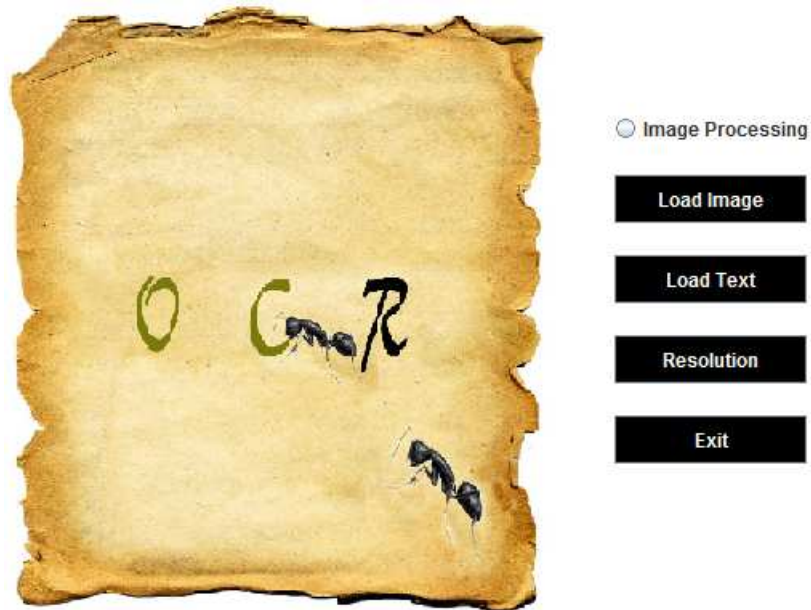 O C R
Image Processing
Load Image
Load Text
Resolution
Exit